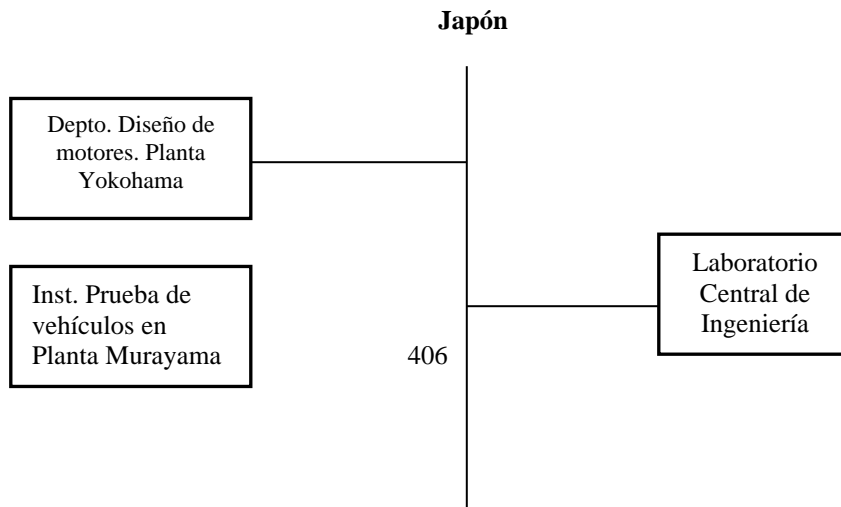 Japón
Depto. Diseño de
motores. Planta
Yokohama
Laboratorio
Central de
Ingeniería
Inst. Prueba de
vehículos en
Planta Murayama
406